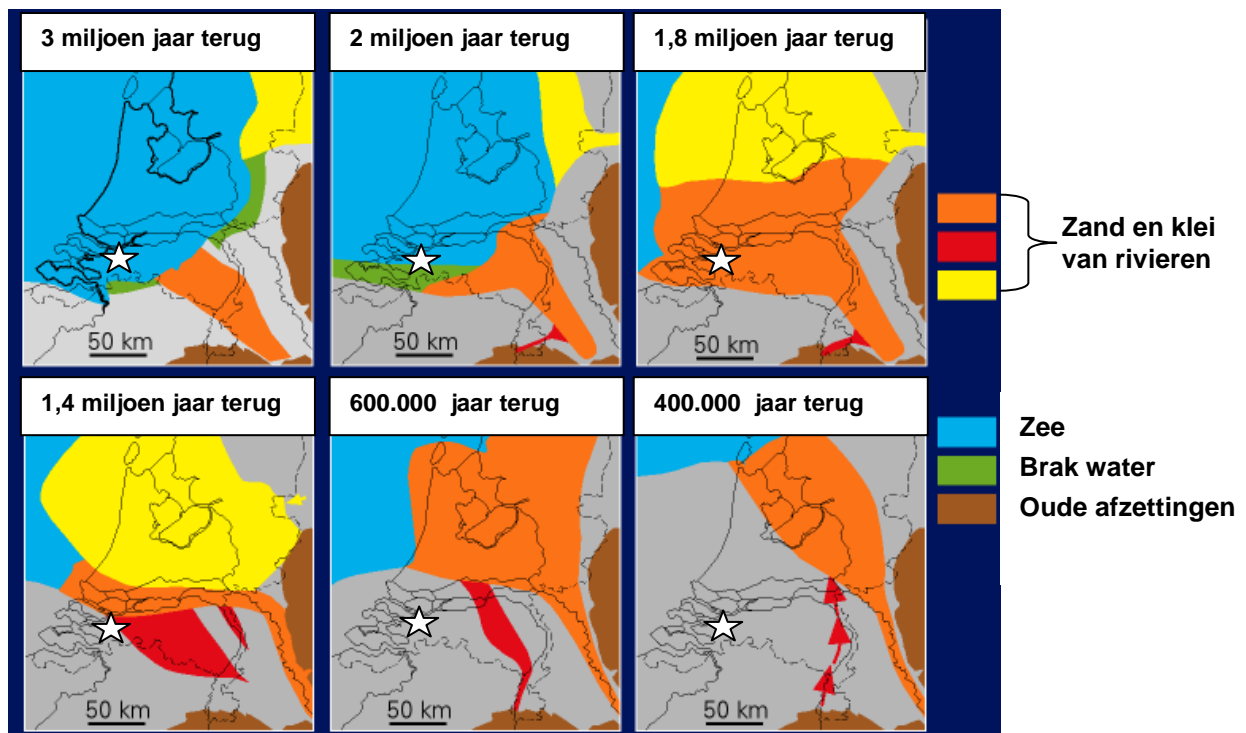 3 miljoen jaar terug
2 miljoen jaar terug
1,8 miljoen jaar terug
50 km
50 km
50 km
1,4 miljoen jaar terug
600.000 jaar terug
400.000 jaar terug
50 km
50 km
50 km
Zand en klei
van rivieren
Zee
Brak water
Oude afzettingen